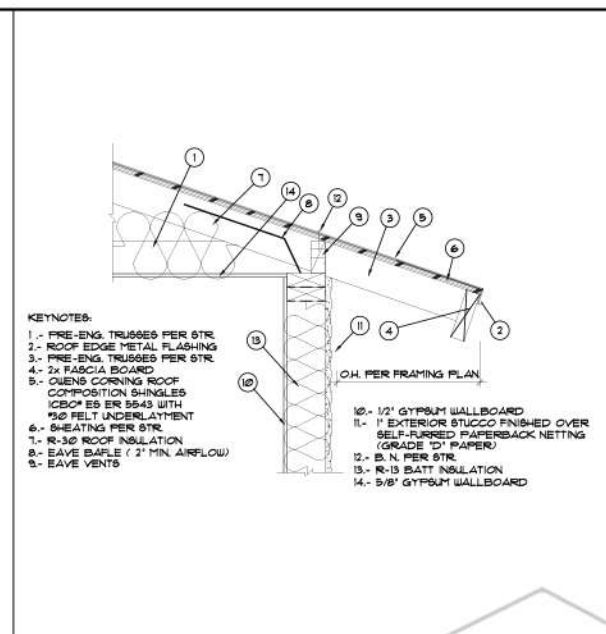 1
7
14
12
8
9
3
5
6
4
2
11
13
10
O.H. PER FRAMING PLAN
KEYNOTES:
1 .- PRE-ENG. TRUSSES PER STR.
2.- ROOF EDGE METAL FLASHING
3.- PRE-ENG. TRUSSES PER STR.
4.- 2x FASCIA BOARD
5.- OWENS CORNING ROOF
COMPOSITION SHINGLES
ICBO# ES ER 5543 WITH
#30 FELT UNDERLAYMENT
6.- SHEATING PER STR.
7.- R-30 ROOF INSULATION
8.- EAVE BAFLE ( 2" MIN. AIRFLOW)
9.- EAVE VENTS
10.- 1/2" GYPSUM WALLBOARD
11.- 1" EXTERIOR STUCCO FINISHED OVER
SELF-FURRED PAPERBACK NETTING
(GRADE "D" PAPER)
12.- B. N. PER STR.
13.- R-13 BATT INSULATION
14.- 5/8" GYPSUM WALLBOARD